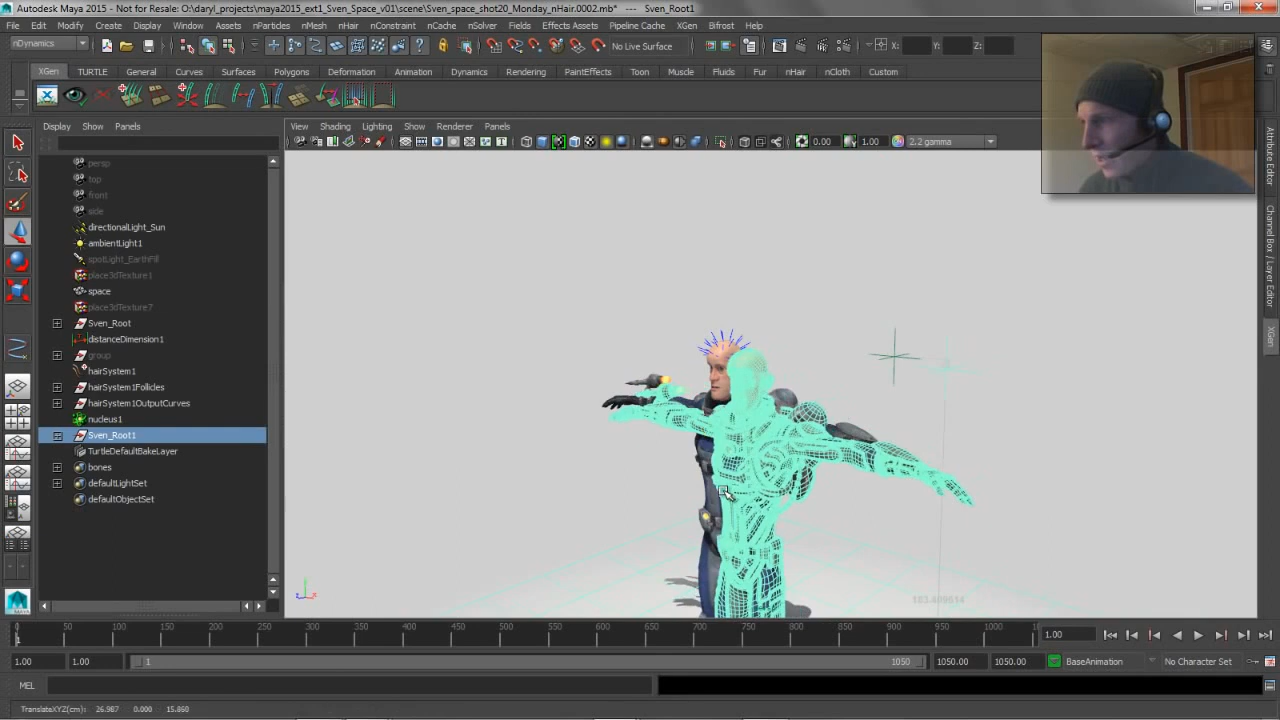 Autodesk Maya 2015 - Not for Resale: O:\daryl_projects\maya2015_ext1_Sven_Space_v01\scene\Sven_space_shot20_Monday_nHair.0002.mb* --- Sven_Root1
File Edit Modify Create Display Window Assets nParticles nMesh nHair nConstraint nCache nSolver Fields Effects Assets Pipeline Cache XGen Bifrost Help
nDynamics No Live Surface X: Y: Z:
XGen TURTLE General Curves Surfaces Polygons Deformation Animation Dynamics Rendering PaintEffects Toon Muscle Fluids Fur nHair nCloth Custom
Display Show Panels View Shading Lighting Show Renderer Panels
0.00 1.00 2.2 gamma
persp
top
front
side
directionalLight_Sun
ambientLight1
spotLight_EarthFill
place3dTexture1
space
place3dTexture7
Sven_Root
distanceDimension1
group
hairSystem1
hairSystem1Follicles
hairSystem1OutputCurves
nucleus1
Sven_Root1
TurtleDefaultBakeLayer
bones
defaultLightSet
defaultObjectSet
Attribute Editor
Channel Box / Layer Editor
XGen
0 50 100 150 200 250 300 350 400 450 500 550 600 650 700 750 800 850 900 950 1000
1 1.00
1.00 1.00 1 1050 1050.00 1050.00 BaseAnimation No Character Set
MEL
TranslateXYZ(cm): 26.987 0.000 15.860